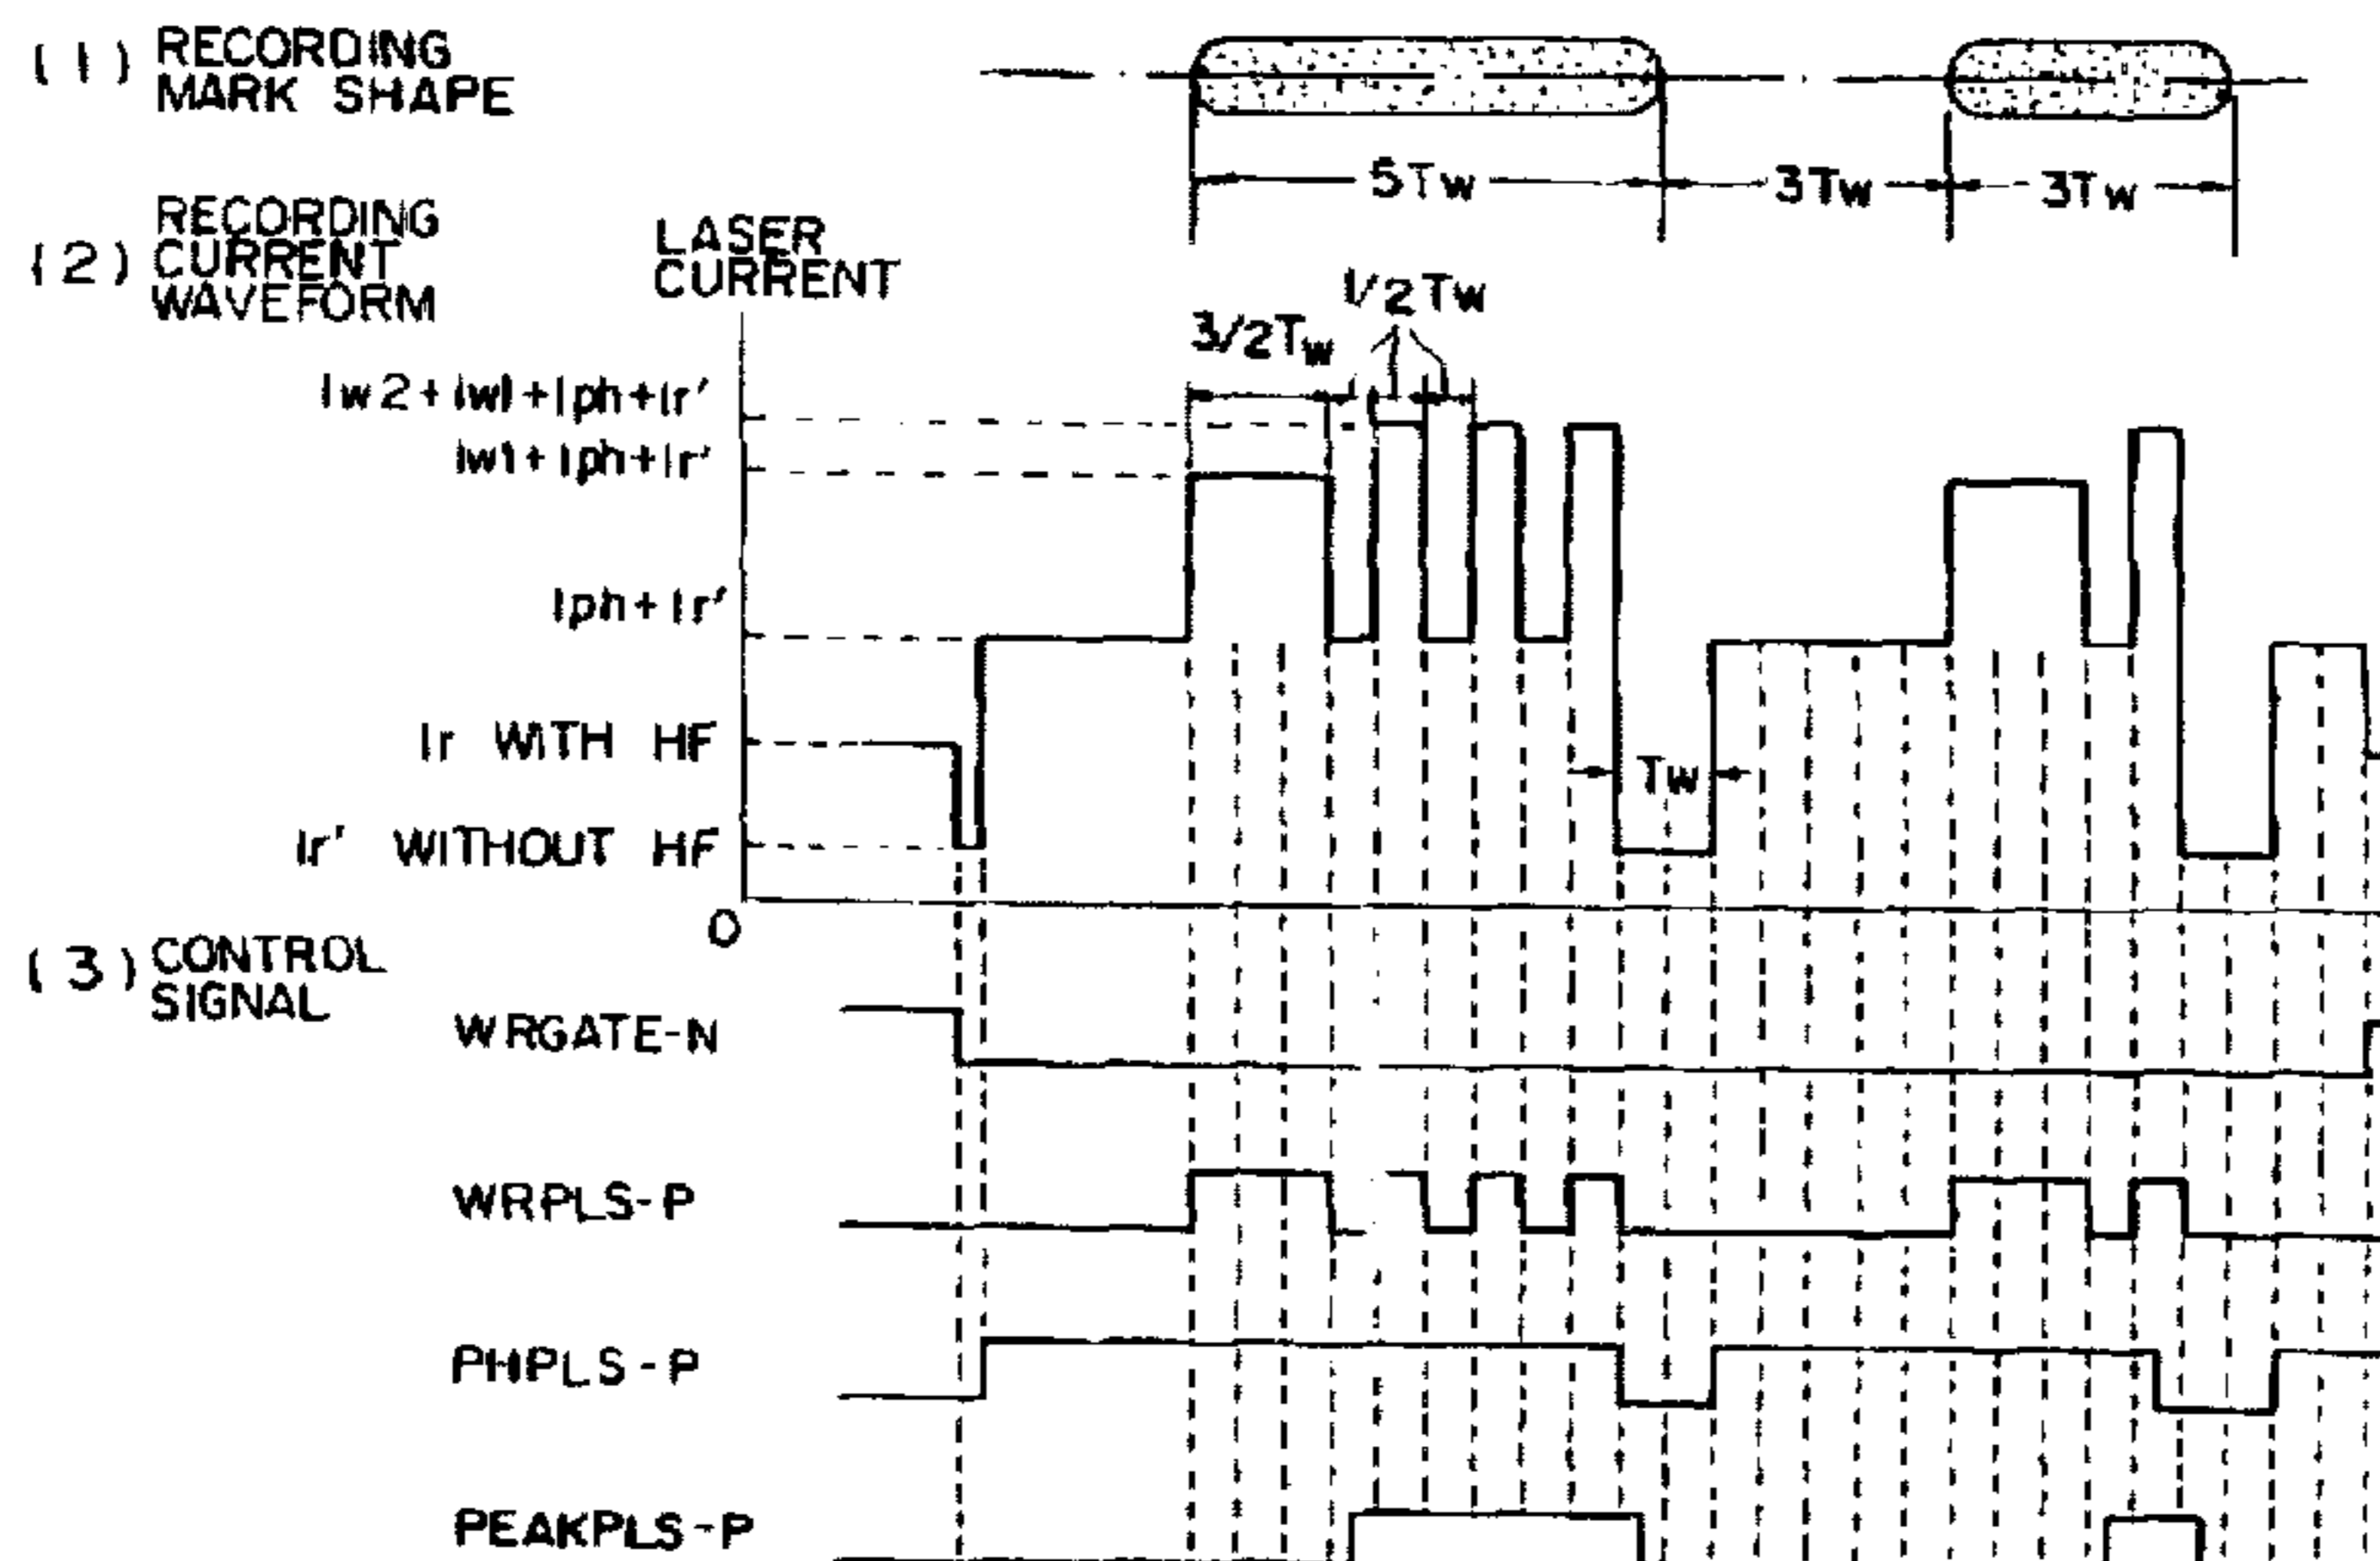 (1) RECORDING
MARK SHAPE
5Tw
3Tw
3Tw
(2) RECORDING
CURRENT
WAVEFORM
LASER
CURRENT
1/2Tw
3/2Tw
Iw2+Iw1+Iph+Ir'
Iw1+Iph+Ir'
Iph+Ir'
Ir WITH HF
Tw
Ir' WITHOUT HF
0
(3) CONTROL
SIGNAL
WRGATE-N
WRPLS-P
PHPLS-P
PEAKPLS-P